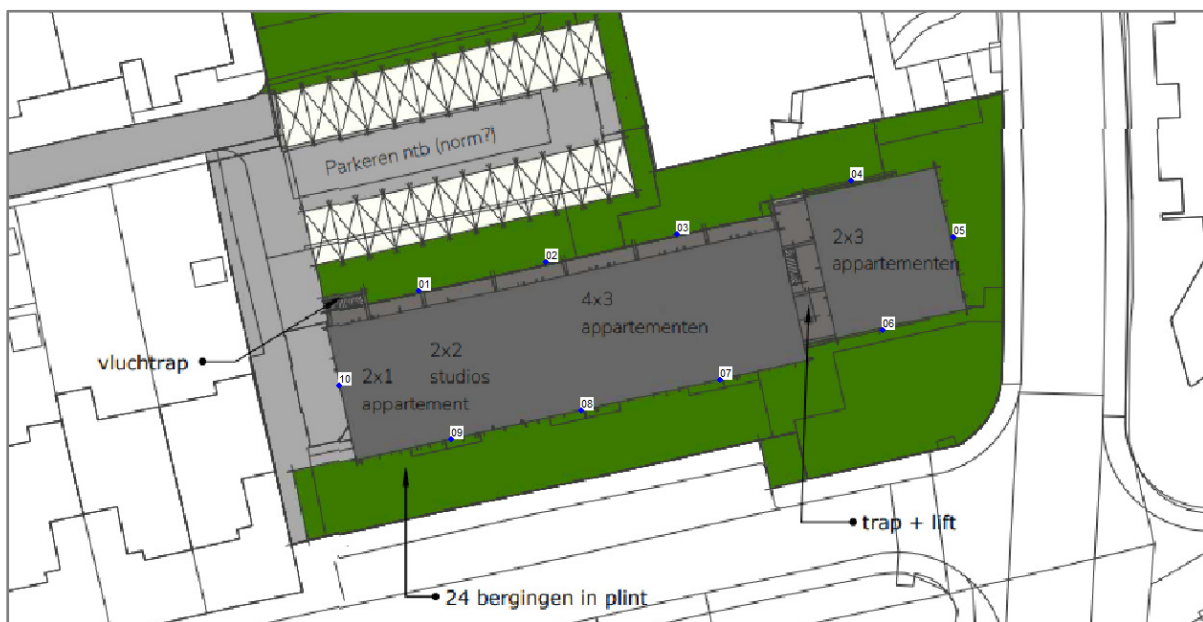 Parkeren ntb (norm?)
04
03
05
2x3
appartementen
02
01
4x3
appartementen
06
vluchtrap
2x2
studios
10
2x1
appartement
07
08
09
trap + lift
24 bergingen in plint